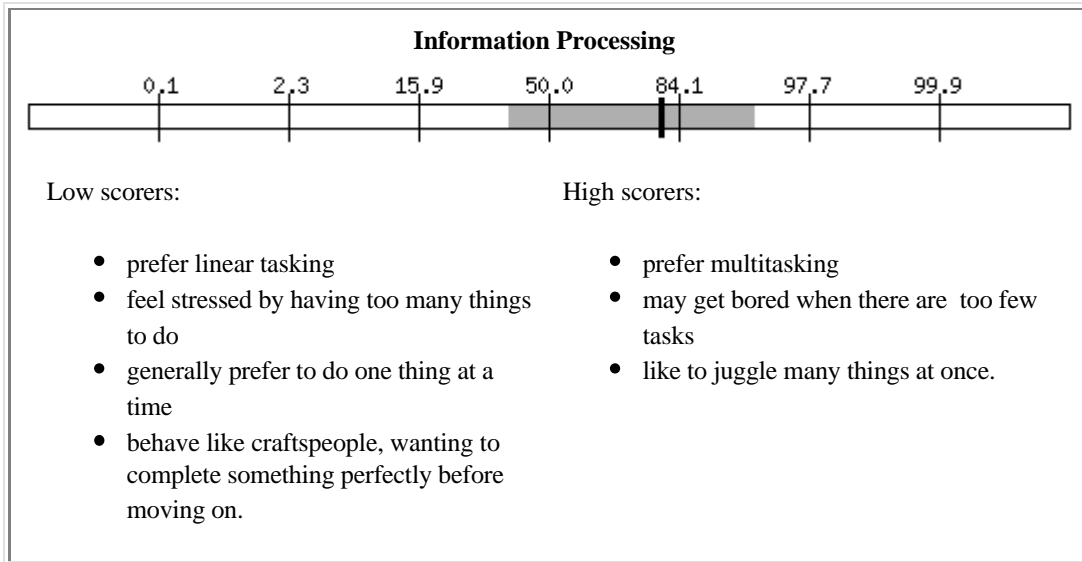 Information Processing
0.1 2.3 15.9 50.0 84.1 97.7 99.9
Low scorers:
prefer linear tasking
feel stressed by having too many things
to do
generally prefer to do one thing at a
time
behave like craftspeople, wanting to
complete something perfectly before
moving on.
High scorers:
prefer multitasking
may get bored when there are too few
tasks
like to juggle many things at once.